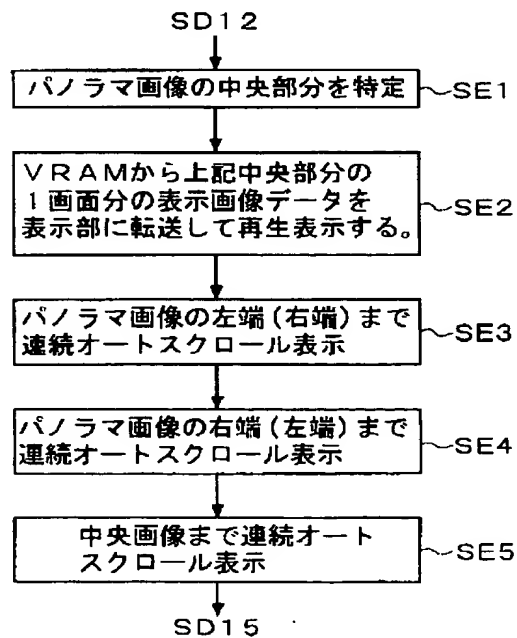 SD12
パノラマ画像の中央部分を特定 SE1
VRAMから上記中央部分の
1画面分の表示画像データを SE2
表示部に転送して再生表示する。
パノラマ画像の左端(右端)まで
連続オートスクロール表示 SE3
パノラマ画像の右端(左端)まで
連続オートスクロール表示 SE4
中央画像まで連続オート
スクロール表示 SE5
SD15